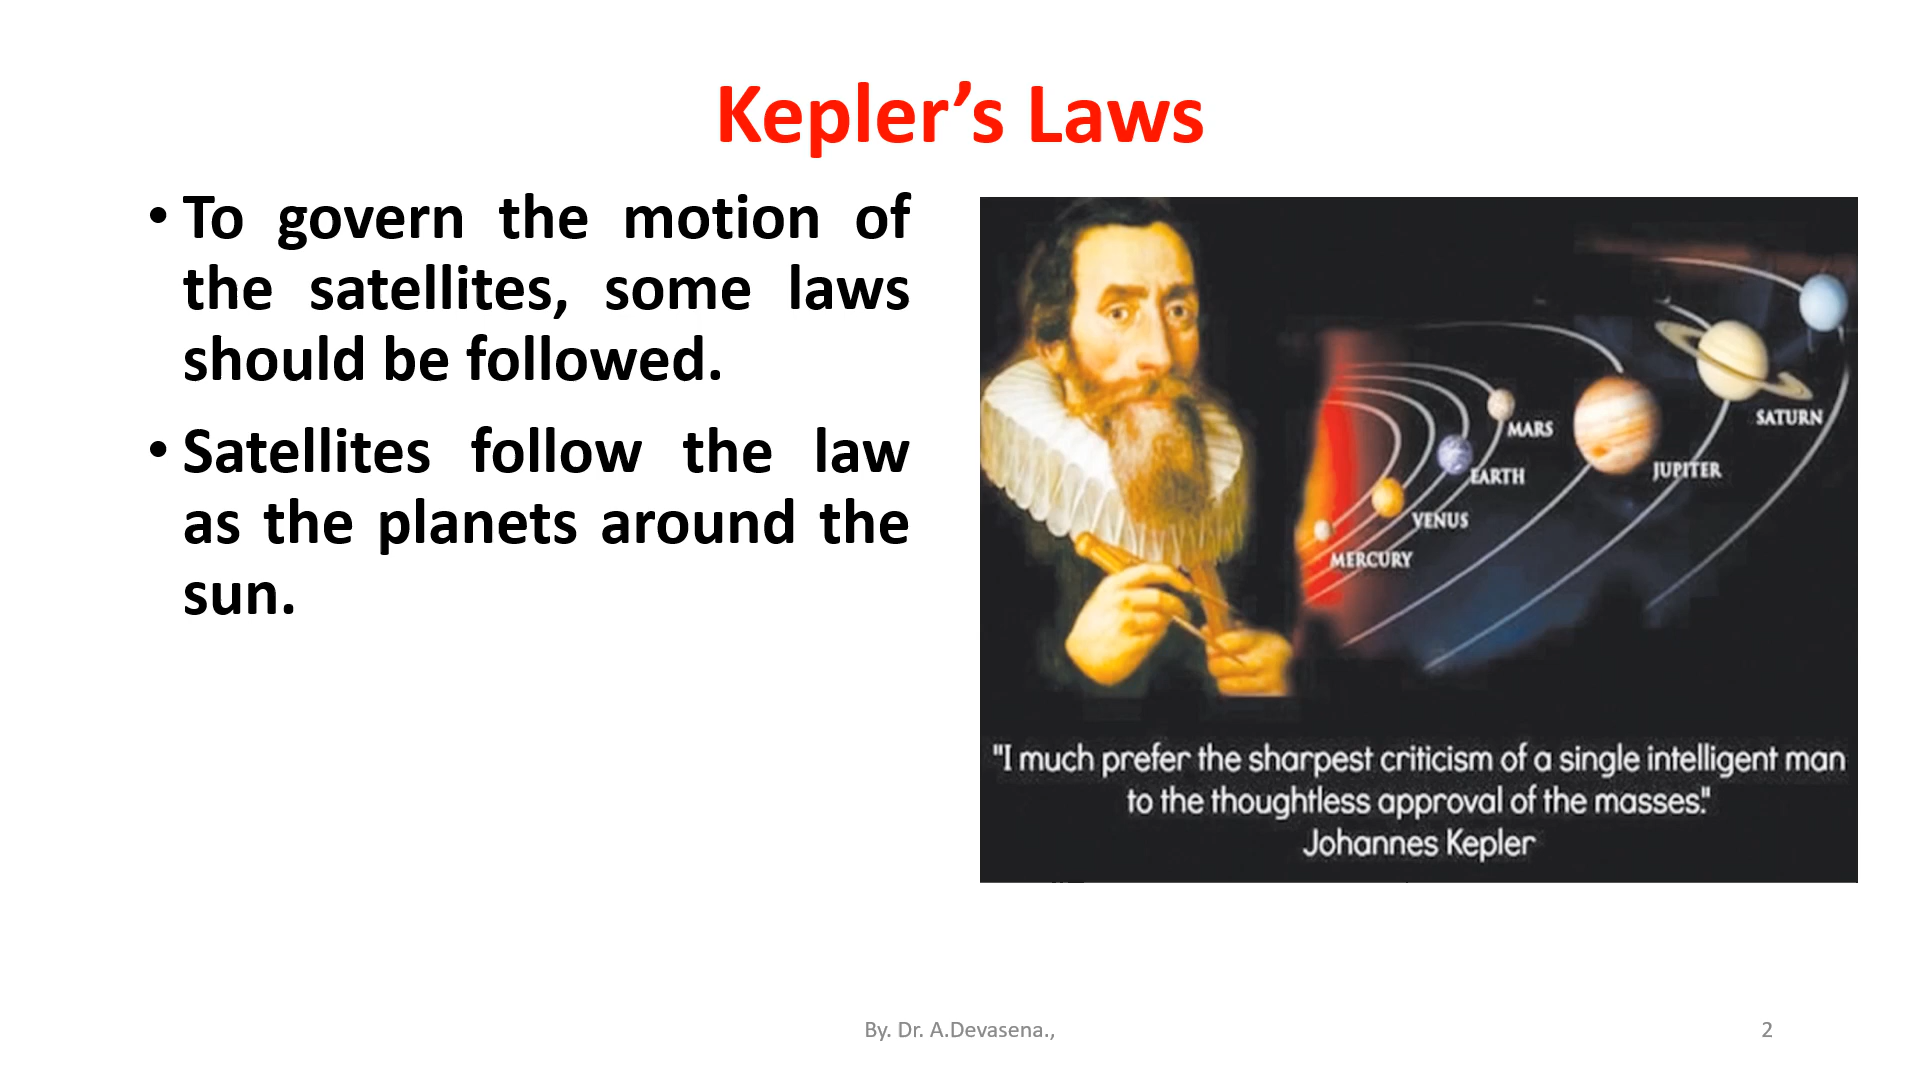 Kepler’s Laws
• To govern the motion of
the satellites, some laws
should be followed.
• Satellites follow the law
as the planets around the
sun.
SATURN
MARS
JUPITER
EARTH
VENUS
MERCURY
"I much prefer the sharpest criticism of a single intelligent man
to the thoughtless approval of the masses."
Johannes Kepler
By. Dr. A.Devasena.,
2